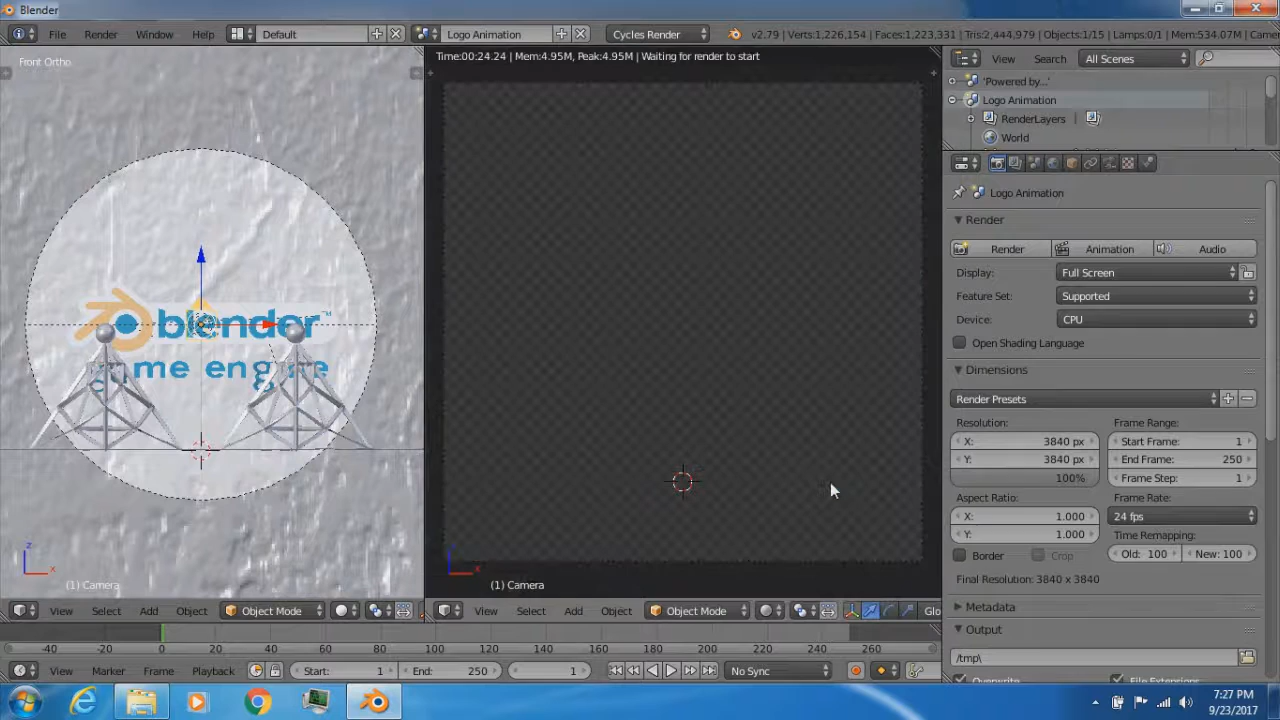 Blender
File Render Window Help Default Logo Animation Cycles Render v2.79 | Verts:1,226,154 | Faces:1,223,331 | Tris:2,444,979 | Objects:1/15 | Lamps:0/1 | Mem:534.07M | Camer
Front Ortho
Time:00:24.24 | Mem:4.95M, Peak:4.95M | Waiting for render to start
View Search All Scenes
'Powered by...'
Logo Animation
RenderLayers |
World
Logo Animation
Render
Render Animation Audio
Display: Full Screen
Feature Set: Supported
Device: CPU
Open Shading Language
Dimensions
Render Presets
Resolution: Frame Range:
X: 3840 px Start Frame: 1
Y: 3840 px End Frame: 250
100% Frame Step: 1
Aspect Ratio: Frame Rate:
X: 1.000 24 fps
Y: 1.000 Time Remapping:
Border Crop Old: 100 New: 100
Final Resolution: 3840 x 3840
Metadata
Output
/tmp\
Overwrite File Extensions
blender™
game engine
z
x
(1) Camera
x
(1) Camera
View Select Add Object Object Mode
View Select Add Object Object Mode Glo
-40 -20 0 20 40 60 80 100 120 140 160 180 200 220 240 260
View Marker Frame Playback Start: 1 End: 250 1 No Sync
7:27 PM
9/23/2017